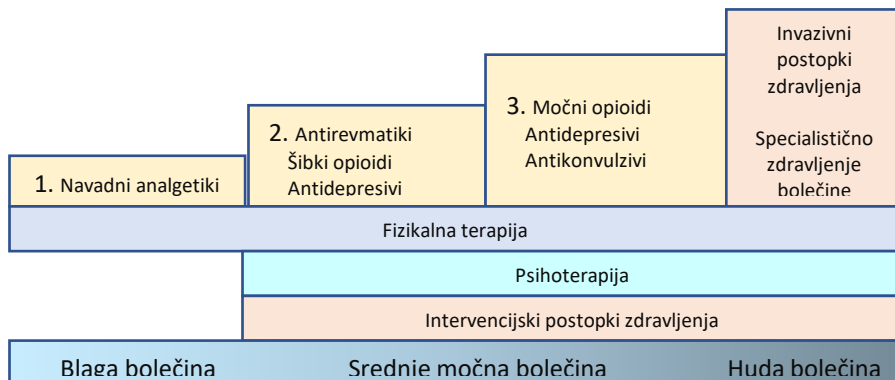 Invazivni
postopki
zdravljenja
Specialistično
zdravljenje
bolečine
3. Močni opioidi
Antidepresivi
Antikonvulzivi
2. Antirevmatiki
Šibki opioidi
Antidepresivi
1. Navadni analgetiki
Fizikalna terapija
Psihoterapija
Intervencijski postopki zdravljenja
Blaga bolečina
Srednje močna bolečina
Huda bolečina